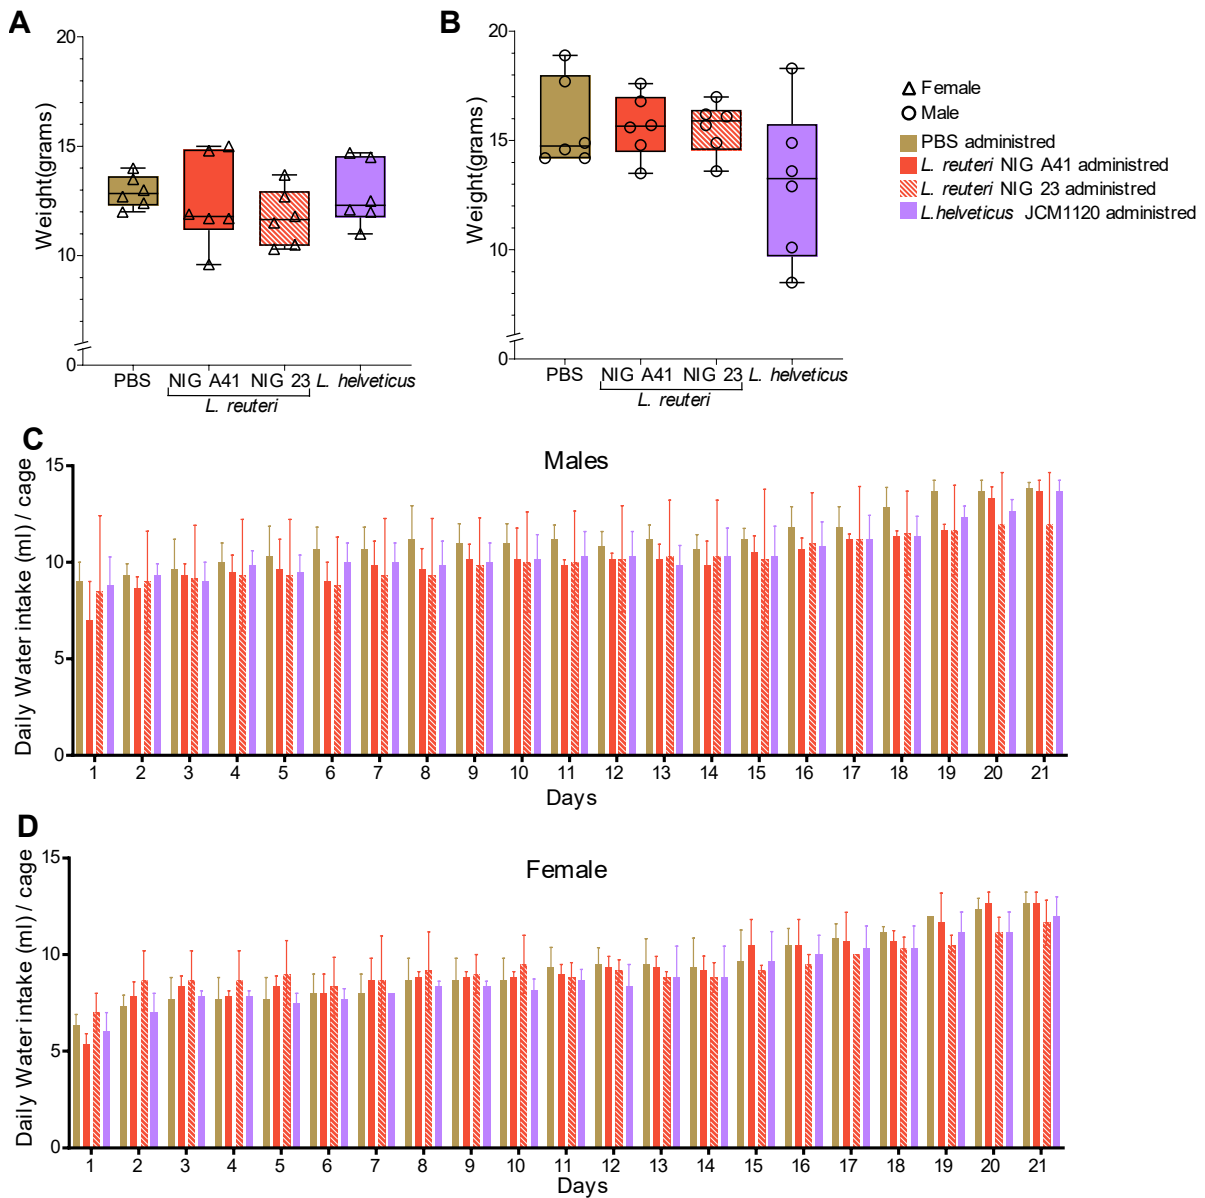 A
20
15
10
0
Weight(grams)
PBS
NIG A41
NIG 23
L. helveticus
L. reuteri
B
20
15
10
0
Weight(grams)
PBS
NIG A41
NIG 23
L. helveticus
L. reuteri
Female
Male
PBS administred
L. reuteri NIG A41 administred
L. reuteri NIG 23 administred
L.helveticus JCM1120 administred
C
Males
15
10
5
0
Daily Water intake (ml) / cage
1 2 3 4 5 6 7 8 9 10 11 12 13 14 15 16 17 18 19 20 21
Days
D
Female
15
10
5
0
Daily Water intake (ml) / cage
1 2 3 4 5 6 7 8 9 10 11 12 13 14 15 16 17 18 19 20 21
Days